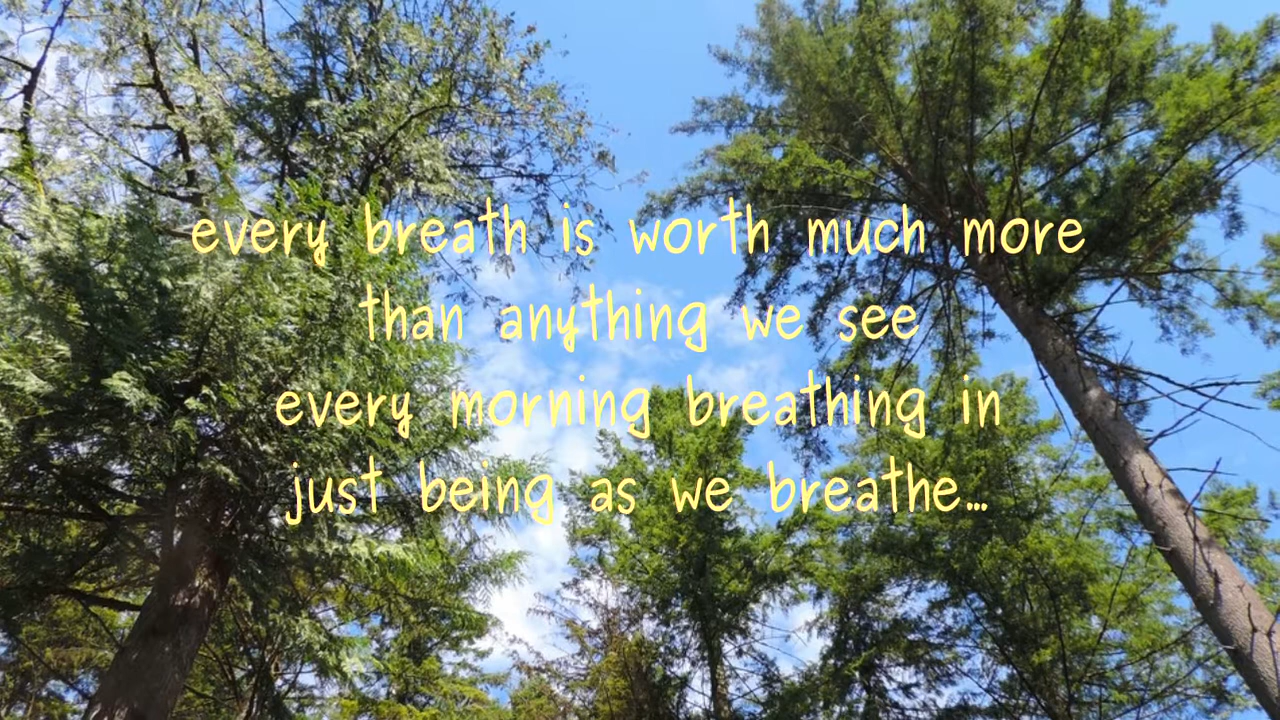 every breath is worth much more
than anything we see
every morning breathing in
just being as we breathe...